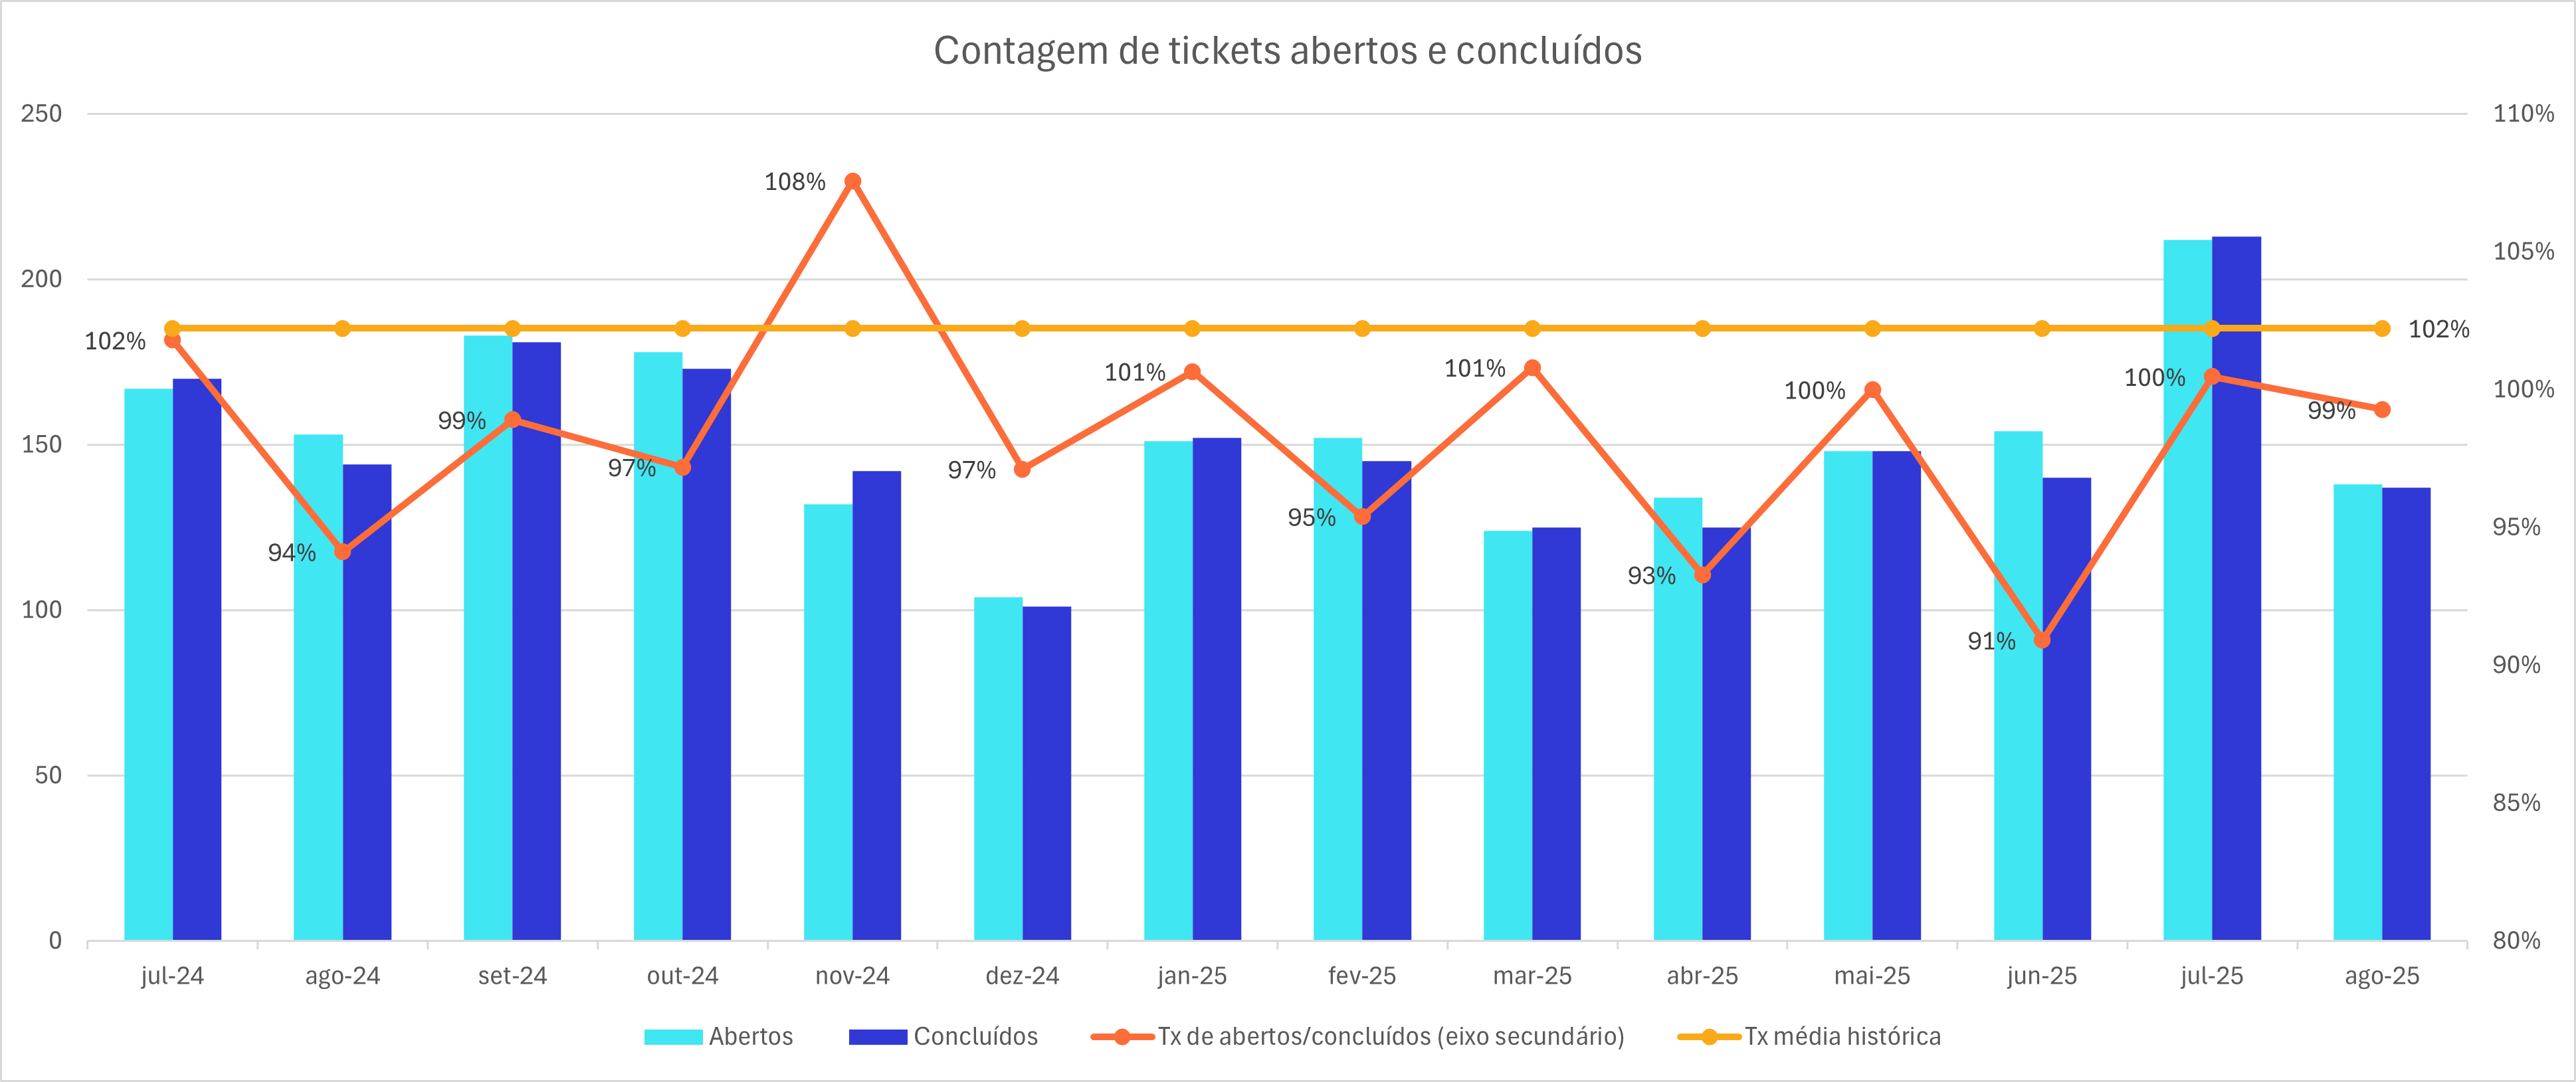 Contagem de tickets abertos e concluídos
250
200
150
100
50
0
110%
105%
100%
95%
90%
85%
80%
102%
94%
99%
97%
108%
97%
101%
95%
101%
93%
100%
91%
100%
99%
102%
jul-24
ago-24
set-24
out-24
nov-24
dez-24
jan-25
fev-25
mar-25
abr-25
mai-25
jun-25
jul-25
ago-25
Abertos
Concluídos
Tx de abertos/concluídos (eixo secundário)
Tx média histórica